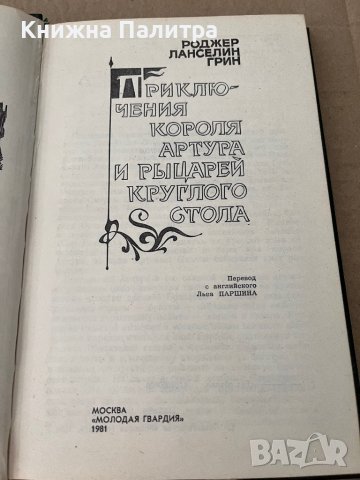 Книжна Палитра
РОДЖЕР
ЛАНСЕЛИН
ГРИН
ПРИКЛЮ-
ЧЕНИЯ
КОРОЛЯ
АРТУРА
И РЫЦАРЕЙ
КРУГЛОГО
СТОЛА
Перевод
с английского
Льва ПАРШИНА
МОСКВА
«МОЛОДАЯ ГВАРДИЯ»
1981
BAZAR